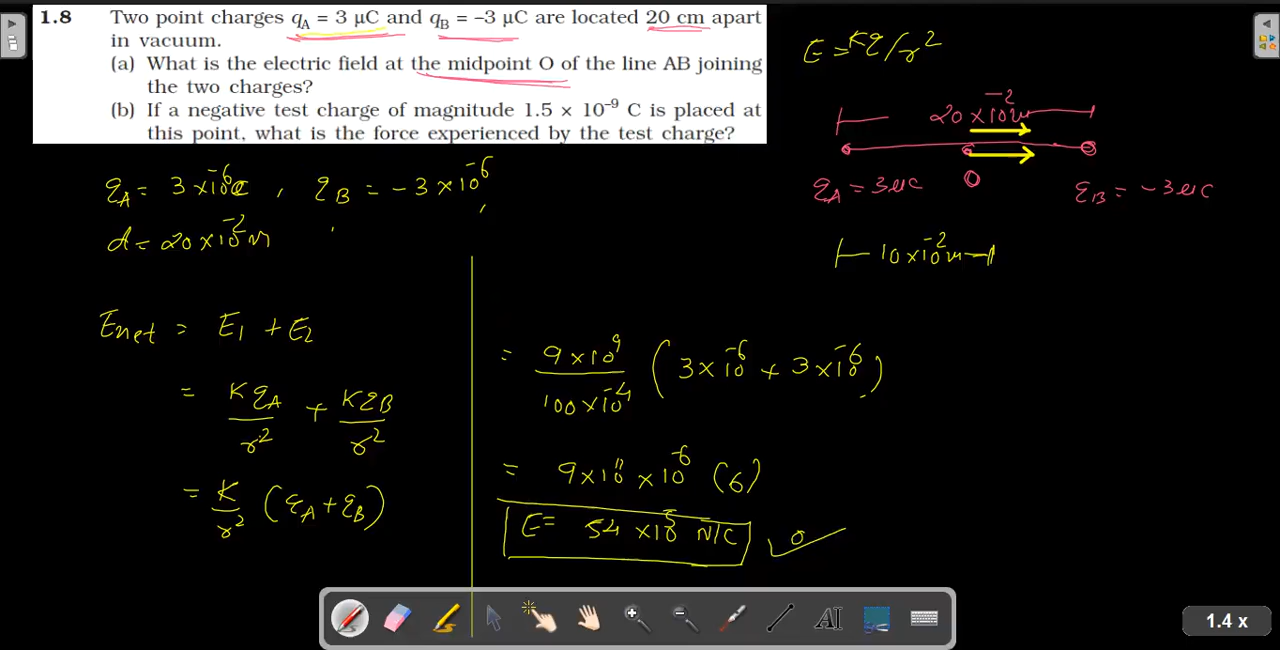 1.8 Two point charges qA = 3 μC and qB = –3 μC are located 20 cm apart
in vacuum.
(a) What is the electric field at the midpoint O of the line AB joining
the two charges?
(b) If a negative test charge of magnitude 1.5 × 10⁻⁹ C is placed at
this point, what is the force experienced by the test charge?
E = Kq/r²
20×10⁻²m
O
qA = 3μC
qB = -3μC
10×10⁻²m
qA = 3×10⁻⁶C , qB = -3×10⁻⁶,
d = 20×10⁻²m
Enet = E1 + E2
= KqA/r² + KqB/r²
= K/r² (qA+qB)
= 9×10⁹/100×10⁻⁴ (3×10⁻⁶ + 3×10⁻⁶)
= 9×10¹¹ × 10⁻⁶ (6)
E = 54 ×10⁵ N/C
AI
1.4 x